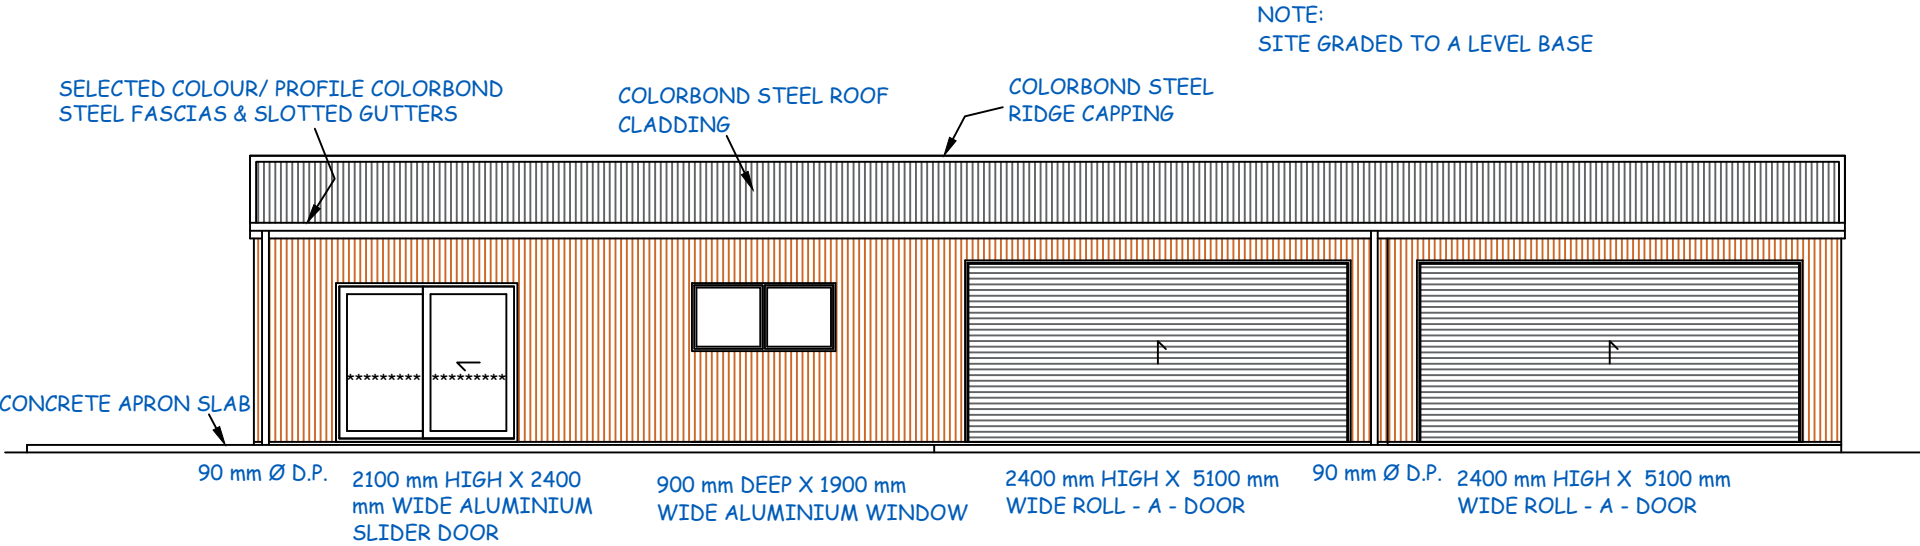 NOTE:
SITE GRADED TO A LEVEL BASE
SELECTED COLOUR/ PROFILE COLORBOND
STEEL FASCIAS & SLOTTED GUTTERS
COLORBOND STEEL ROOF
CLADDING
COLORBOND STEEL
RIDGE CAPPING
CONCRETE APRON SLAB
90 mm Ø D.P.
2100 mm HIGH X 2400
mm WIDE ALUMINIUM
SLIDER DOOR
900 mm DEEP X 1900 mm
WIDE ALUMINIUM WINDOW
2400 mm HIGH X 5100 mm
WIDE ROLL - A - DOOR
90 mm Ø D.P.
2400 mm HIGH X 5100 mm
WIDE ROLL - A - DOOR